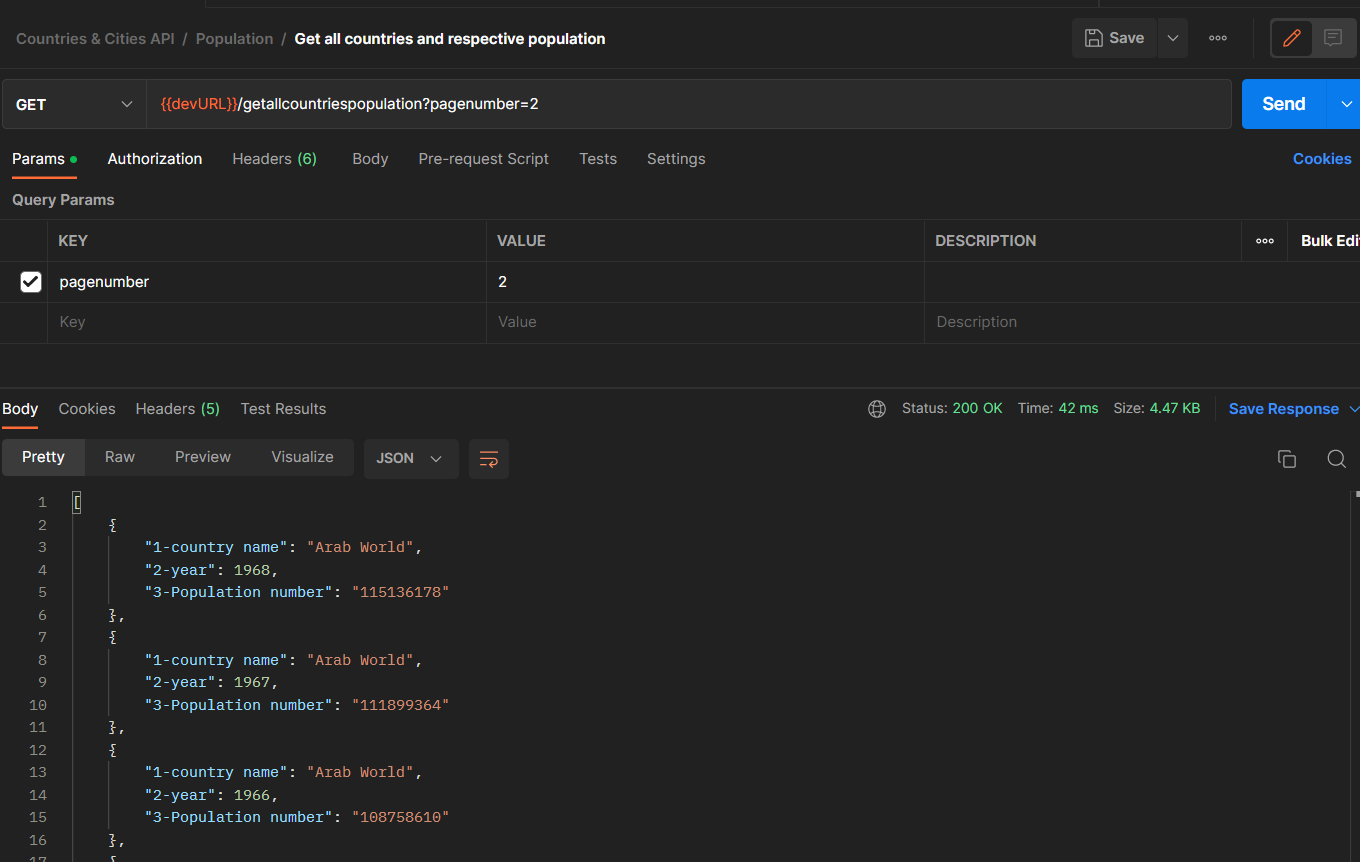 Countries & Cities API / Population / Get all countries and respective population
Save
GET
{{devURL}}/getallcountriespopulation?pagenumber=2
Send
Params Authorization Headers (6) Body Pre-request Script Tests Settings Cookies
Query Params
KEY VALUE DESCRIPTION Bulk Edi
pagenumber 2
Key Value Description
Body Cookies Headers (5) Test Results Status: 200 OK Time: 42 ms Size: 4.47 KB Save Response
Pretty Raw Preview Visualize JSON
1 [
2 {
3 "1-country name": "Arab World",
4 "2-year": 1968,
5 "3-Population number": "115136178"
6 },
7 {
8 "1-country name": "Arab World",
9 "2-year": 1967,
10 "3-Population number": "111899364"
11 },
12 {
13 "1-country name": "Arab World",
14 "2-year": 1966,
15 "3-Population number": "108758610"
16 },
17 {